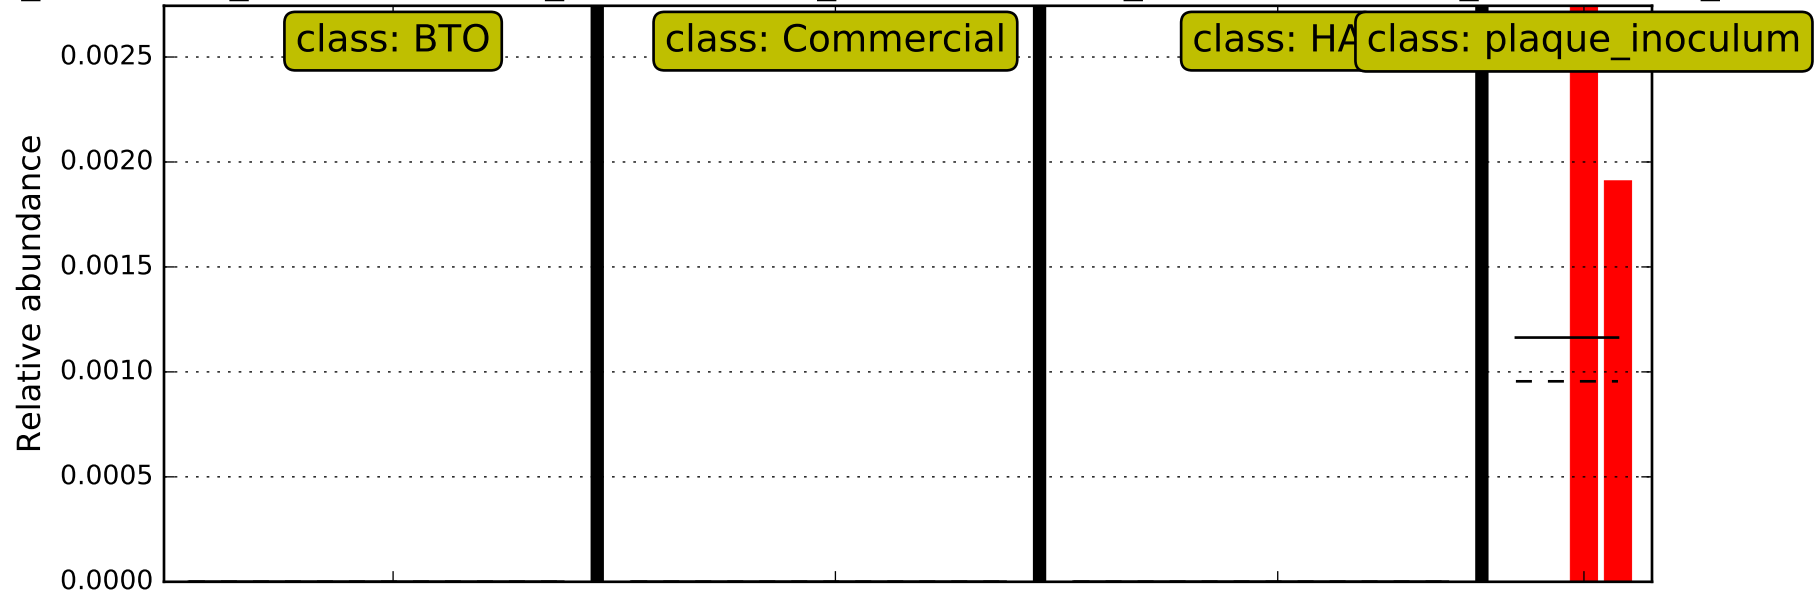 class: BTO
class: Commercial
class: HA
class: plaque_inoculum
0.0025
0.0020
0.0015
0.0010
0.0005
0.0000
Relative abundance